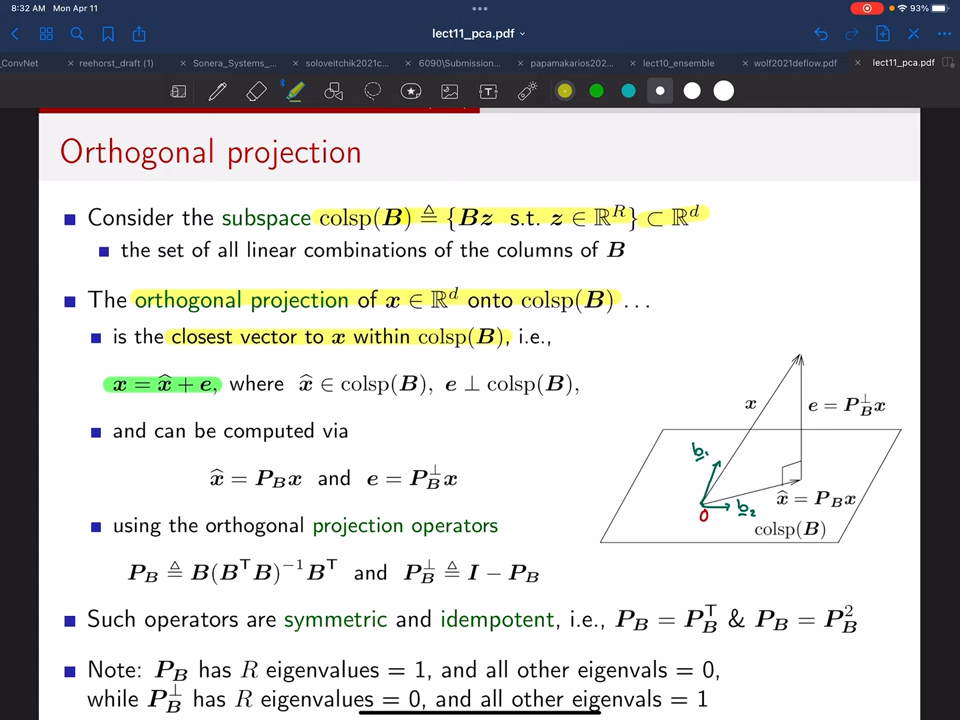 8:32 AM Mon Apr 11
93%
lect11_pca.pdf
_ConvNet
reehorst_draft (1)
Sonera_Systems_...
soloveitchik2021c...
6090\Submission...
papamakarios202...
lect10_ensemble
wolf2021deflow.pdf
lect11_pca.pdf
Orthogonal projection
Consider the subspace colsp(B) ≜ {Bz s.t. z ∈ ℝ^R} ⊂ ℝ^d
the set of all linear combinations of the columns of B
The orthogonal projection of x ∈ ℝ^d onto colsp(B) ...
is the closest vector to x within colsp(B), i.e.,
x = x̂ + e, where x̂ ∈ colsp(B), e ⊥ colsp(B),
and can be computed via
x̂ = P_B x and e = P_B^⊥ x
using the orthogonal projection operators
P_B ≜ B(B^T B)^{-1} B^T and P_B^⊥ ≜ I − P_B
x
e = P_B^⊥ x
b₁
b₂
0
x̂ = P_B x
colsp(B)
Such operators are symmetric and idempotent, i.e., P_B = P_B^T & P_B = P_B^2
Note: P_B has R eigenvalues = 1, and all other eigenvals = 0,
while P_B^⊥ has R eigenvalues = 0, and all other eigenvals = 1